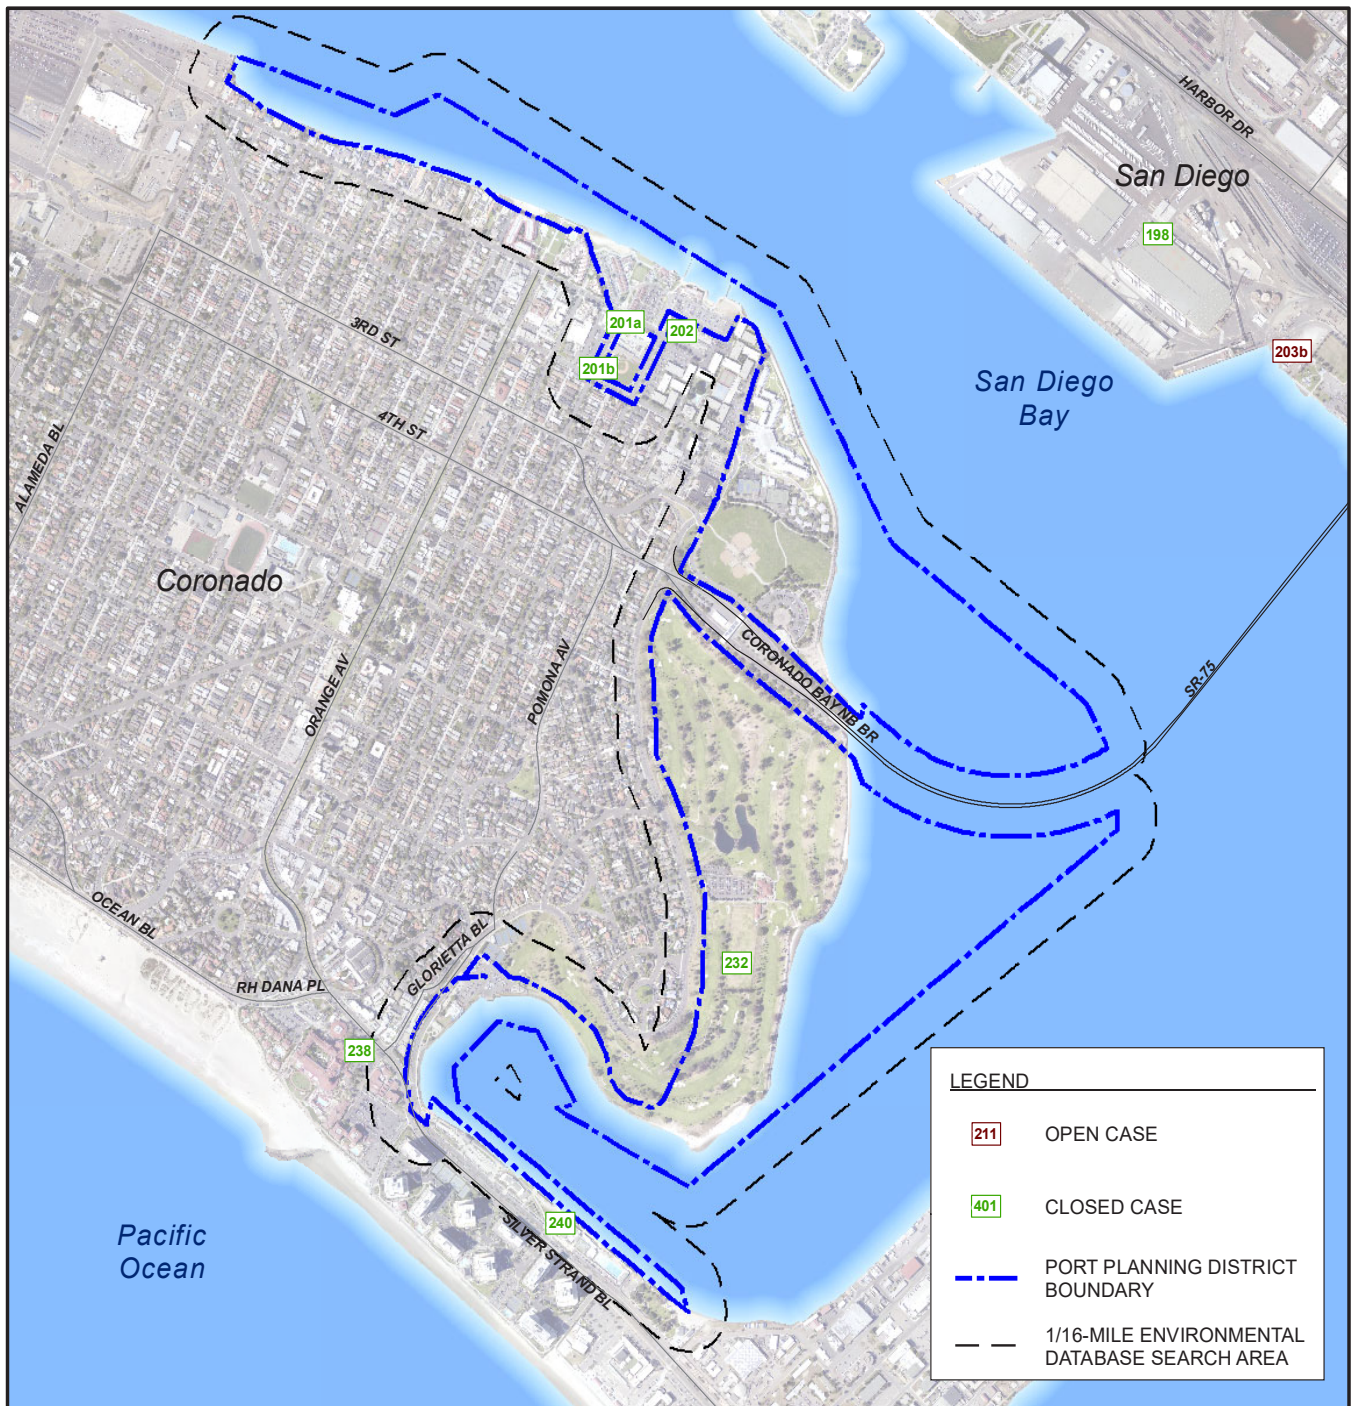 HARBOR DR
San Diego
198
203b
San Diego
Bay
201a
202
201b
3RD ST
4TH ST
ALAMEDA BL
Coronado
ORANGE AV
POMONA AV
CORONADO BAY NB BR
SR-75
OCEAN BL
RH DANA PL
GLORIETTA BL
232
238
240
SILVER STRAND BL
Pacific
Ocean
LEGEND
211 OPEN CASE
401 CLOSED CASE
PORT PLANNING DISTRICT
BOUNDARY
1/16-MILE ENVIRONMENTAL
DATABASE SEARCH AREA